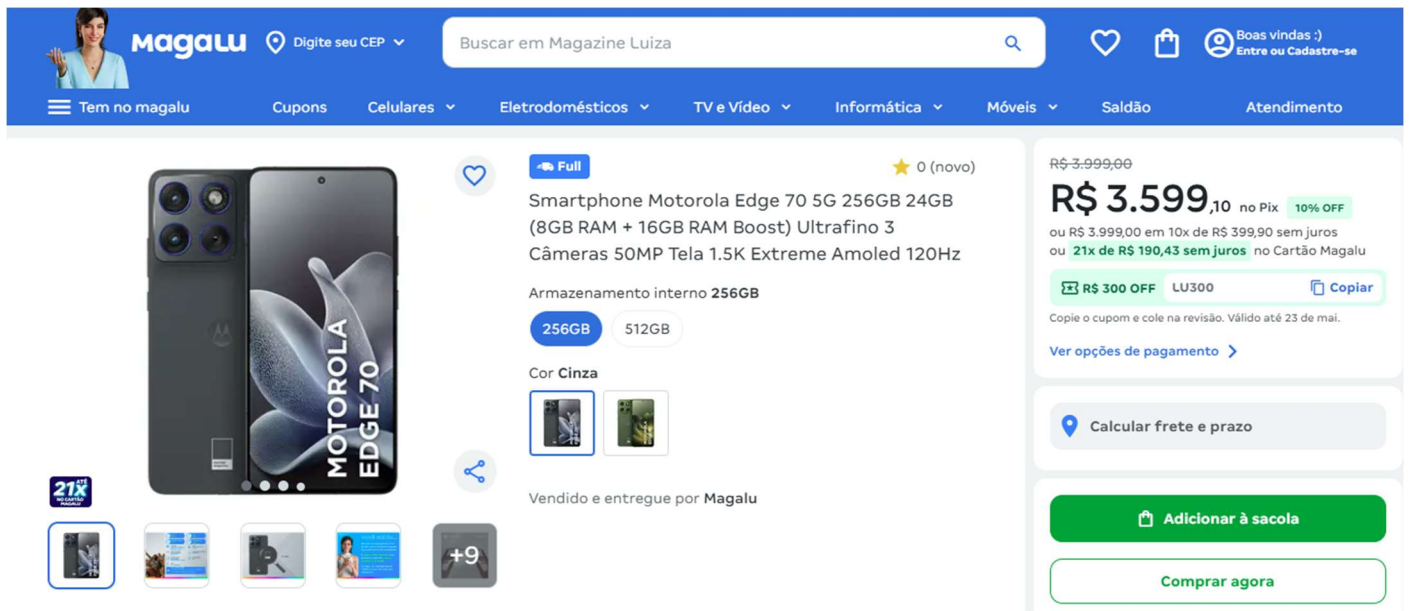 Magalu
Digite seu CEP
Buscar em Magazine Luiza
Boas vindas :)
Entre ou Cadastre-se
Tem no magalu
Cupons
Celulares
Eletrodomésticos
TV e Vídeo
Informática
Móveis
Saldão
Atendimento
MOTOROLA
EDGE 70
ATÉ
21X
NO CARTÃO
MAGALU
+9
Full
0 (novo)
Smartphone Motorola Edge 70 5G 256GB 24GB
(8GB RAM + 16GB RAM Boost) Ultrafino 3
Câmeras 50MP Tela 1.5K Extreme Amoled 120Hz
Armazenamento interno 256GB
256GB
512GB
Cor Cinza
Vendido e entregue por Magalu
R$ 3.999,00
R$ 3.599,10 no Pix 10% OFF
ou R$ 3.999,00 em 10x de R$ 399,90 sem juros
ou 21x de R$ 190,43 sem juros no Cartão Magalu
R$ 300 OFF LU300 Copiar
Copie o cupom e cole na revisão. Válido até 23 de mai.
Ver opções de pagamento
Calcular frete e prazo
Adicionar à sacola
Comprar agora